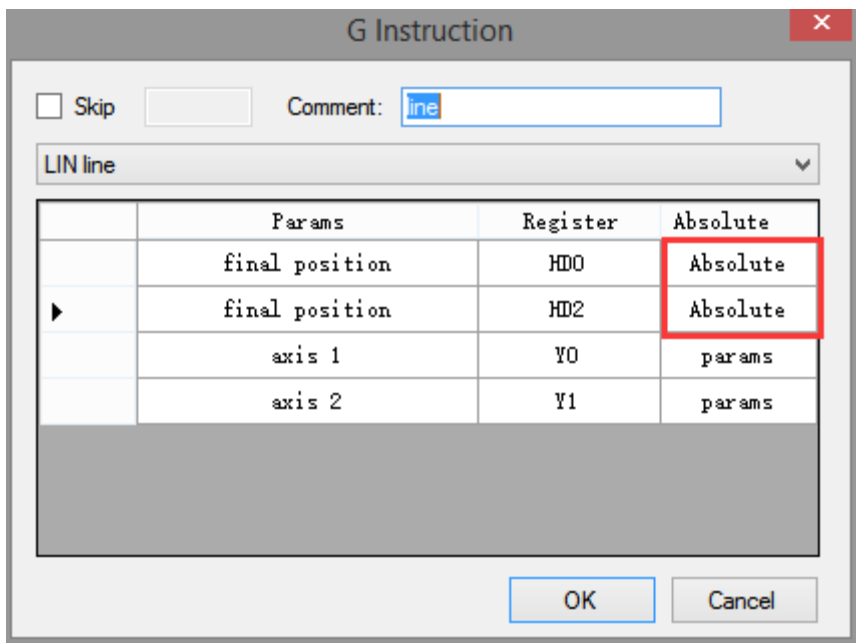 G Instruction
Skip Comment: line
LIN line
Params Register Absolute
final position HD0 Absolute
final position HD2 Absolute
axis 1 Y0 params
axis 2 Y1 params
OK Cancel